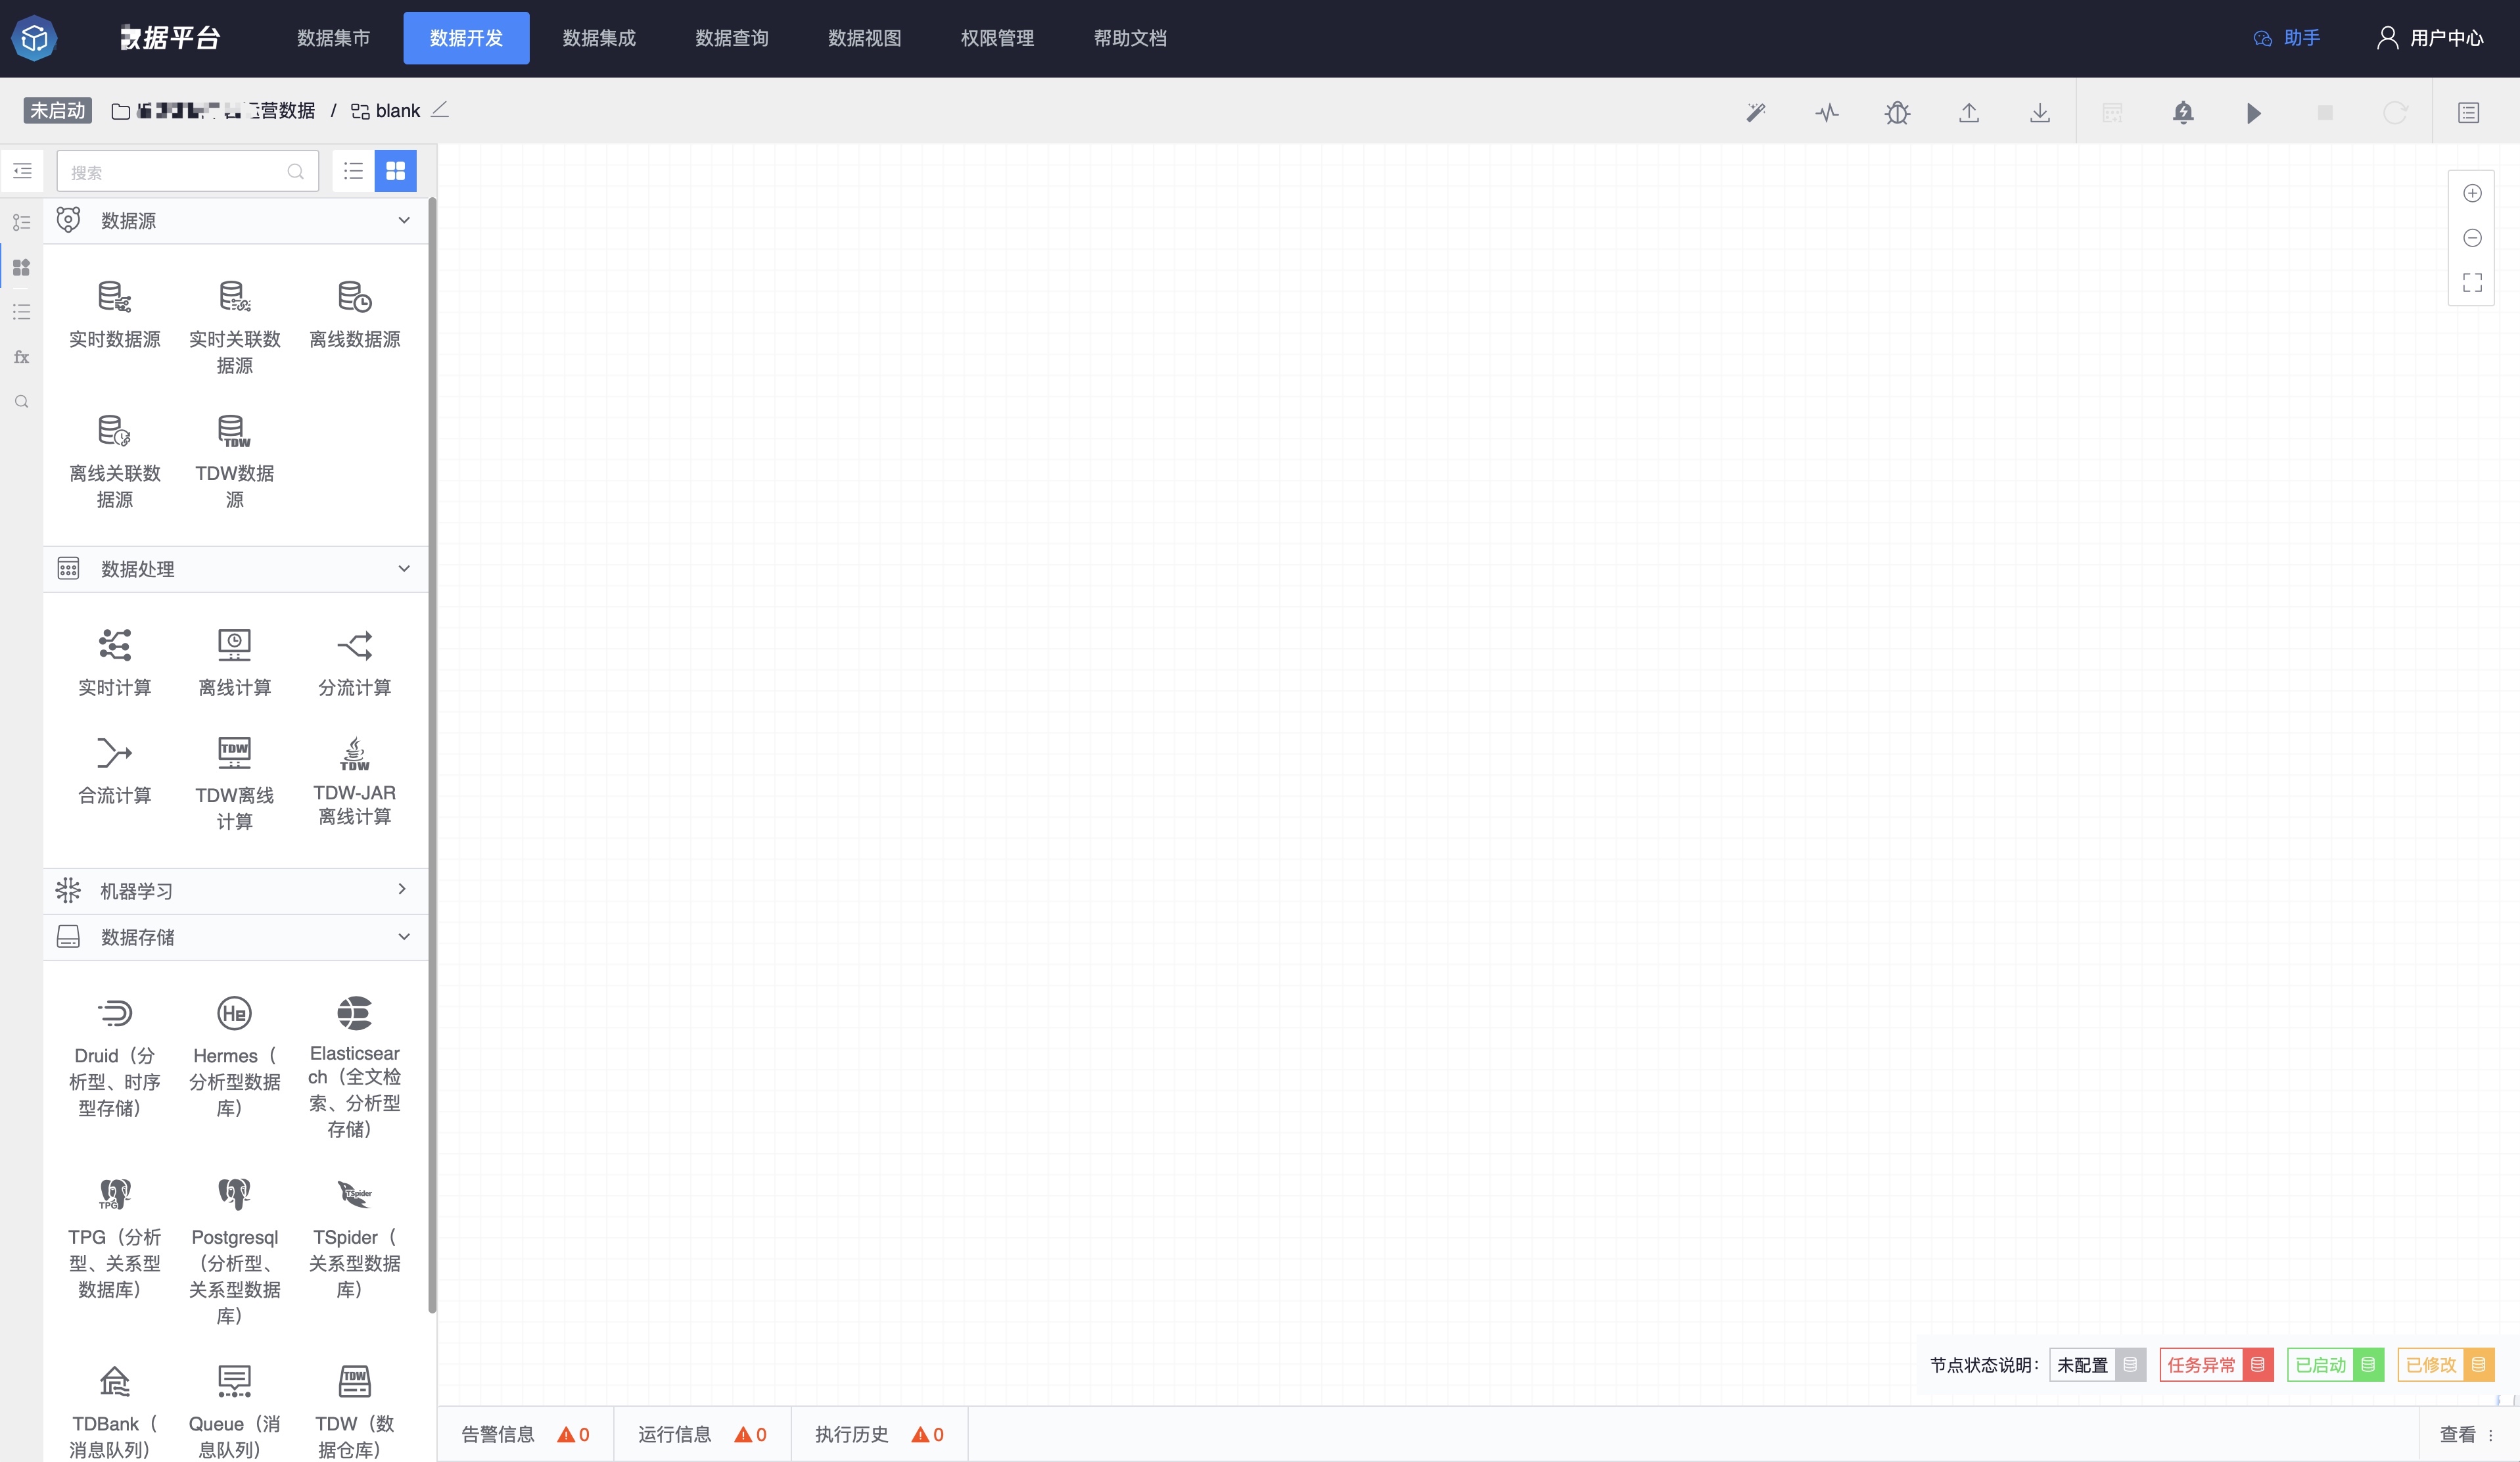 据平台
数据集市
数据开发
数据集成
数据查询
数据视图
权限管理
帮助文档
助手
用户中心
未启动
营数据 / blank
搜索
数据源
实时数据源
实时关联数
据源
离线数据源
离线关联数
据源
TDW
TDW数据
源
fx
数据处理
实时计算
离线计算
分流计算
合流计算
TDW
TDW离线
计算
TDW
TDW-JAR
离线计算
机器学习
数据存储
Druid（分
析型、时序
型存储）
He
Hermes（
分析型数据
库）
Elasticsear
ch（全文检
索、分析型
存储）
TPG
TPG（分析
型、关系型
数据库）
Postgresql
（分析型、
关系型数据
库）
TSpider
TSpider（
关系型数据
库）
TDBank（
消息队列）
Queue（消
息队列）
TDW
TDW（数
据仓库）
节点状态说明：
未配置
任务异常
已启动
已修改
告警信息 0
运行信息 0
执行历史 0
查看